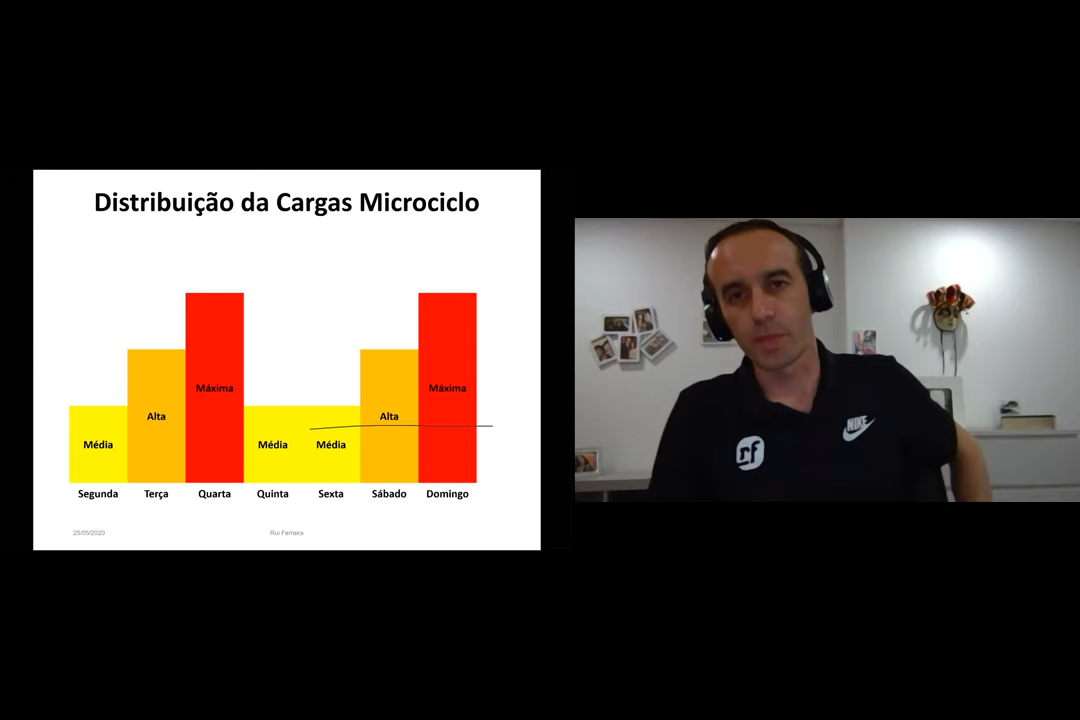 Distribuição da Cargas Microciclo
Máxima
Máxima
Alta
Alta
Média
Média
Média
Segunda
Terça
Quarta
Quinta
Sexta
Sábado
Domingo
25/05/2020
Rui Ferreira
rf
NIKE